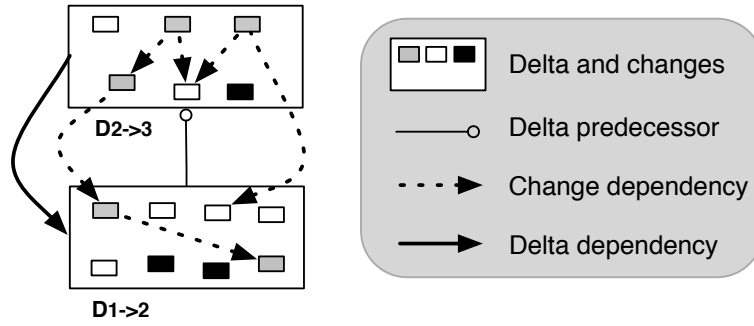 D2->3
D1->2
Delta and changes
Delta predecessor
Change dependency
Delta dependency